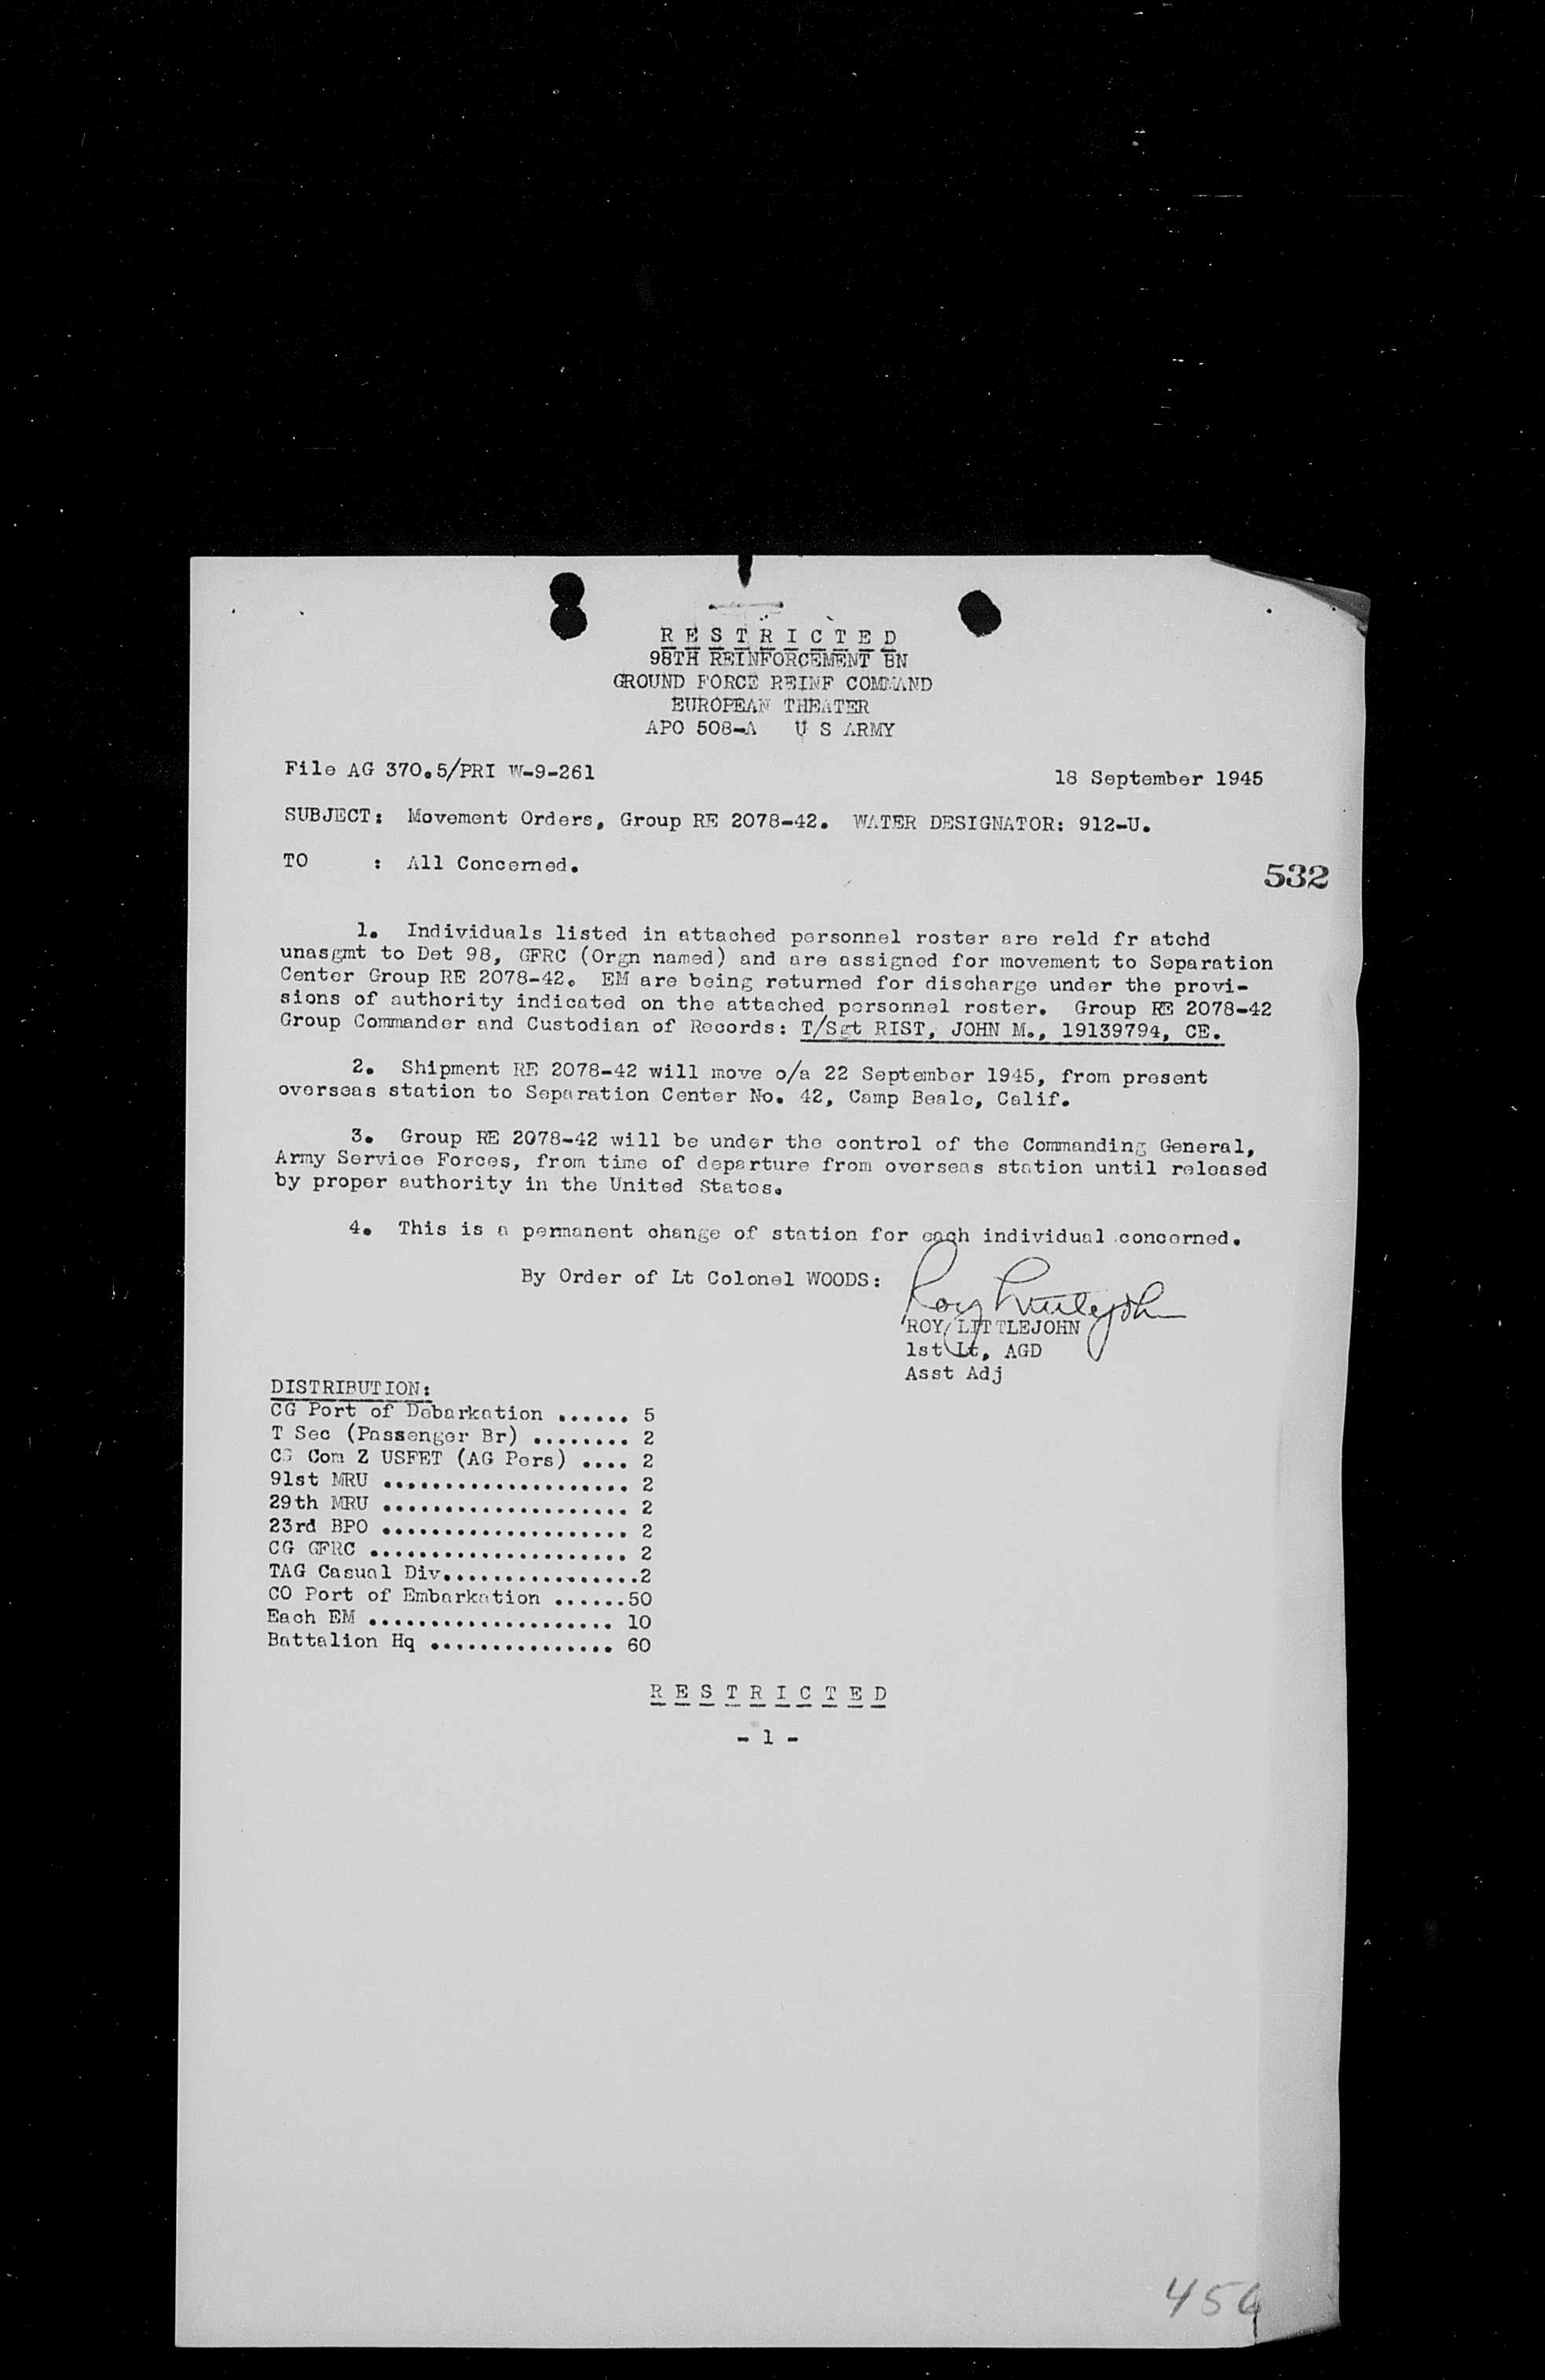 R E S T R I C T E D
98TH REINFORCEMENT BN
GROUND FORCE REINF COMMAND
EUROPEAN THEATER
APO 508-A U S ARMY
File AG 370.5/PRI W-9-261
18 September 1945
SUBJECT: Movement Orders, Group RE 2078-42. WATER DESIGNATOR: 912-U.
TO : All Concerned.
532
1. Individuals listed in attached personnel roster are reld fr atchd
unasgmt to Det 98, GFRC (Orgn named) and are assigned for movement to Separation
Center Group RE 2078-42. EM are being returned for discharge under the provi-
sions of authority indicated on the attached personnel roster. Group RE 2078-42
Group Commander and Custodian of Records: T/Sgt RIST, JOHN M., 19139794, CE.
2. Shipment RE 2078-42 will move o/a 22 September 1945, from present
overseas station to Separation Center No. 42, Camp Beale, Calif.
3. Group RE 2078-42 will be under the control of the Commanding General,
Army Service Forces, from time of departure from overseas station until released
by proper authority in the United States.
4. This is a permanent change of station for each individual concerned.
By Order of Lt Colonel WOODS:
Roy Littlejohn
ROY LITTLEJOHN
1st Lt, AGD
Asst Adj
DISTRIBUTION:
CG Port of Debarkation ...... 5
T Sec (Passenger Br) ........ 2
CG Com Z USFET (AG Pers) .... 2
91st MRU .................... 2
29th MRU .................... 2
23rd BPO .................... 2
CG GFRC ..................... 2
TAG Casual Div................2
CO Port of Embarkation ......50
Each EM .................... 10
Battalion Hq ............... 60
R E S T R I C T E D
- 1 -
456